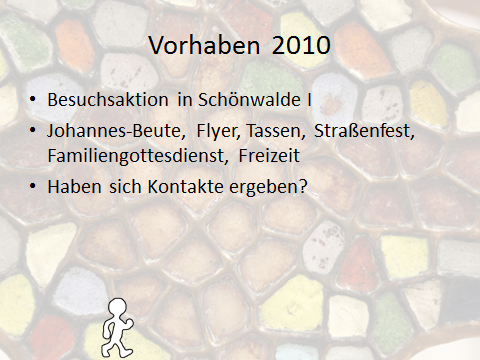 Vorhaben 2010
• Besuchsaktion in Schönwalde I
• Johannes-Beute, Flyer, Tassen, Straßenfest,
Familiengottesdienst, Freizeit
• Haben sich Kontakte ergeben?